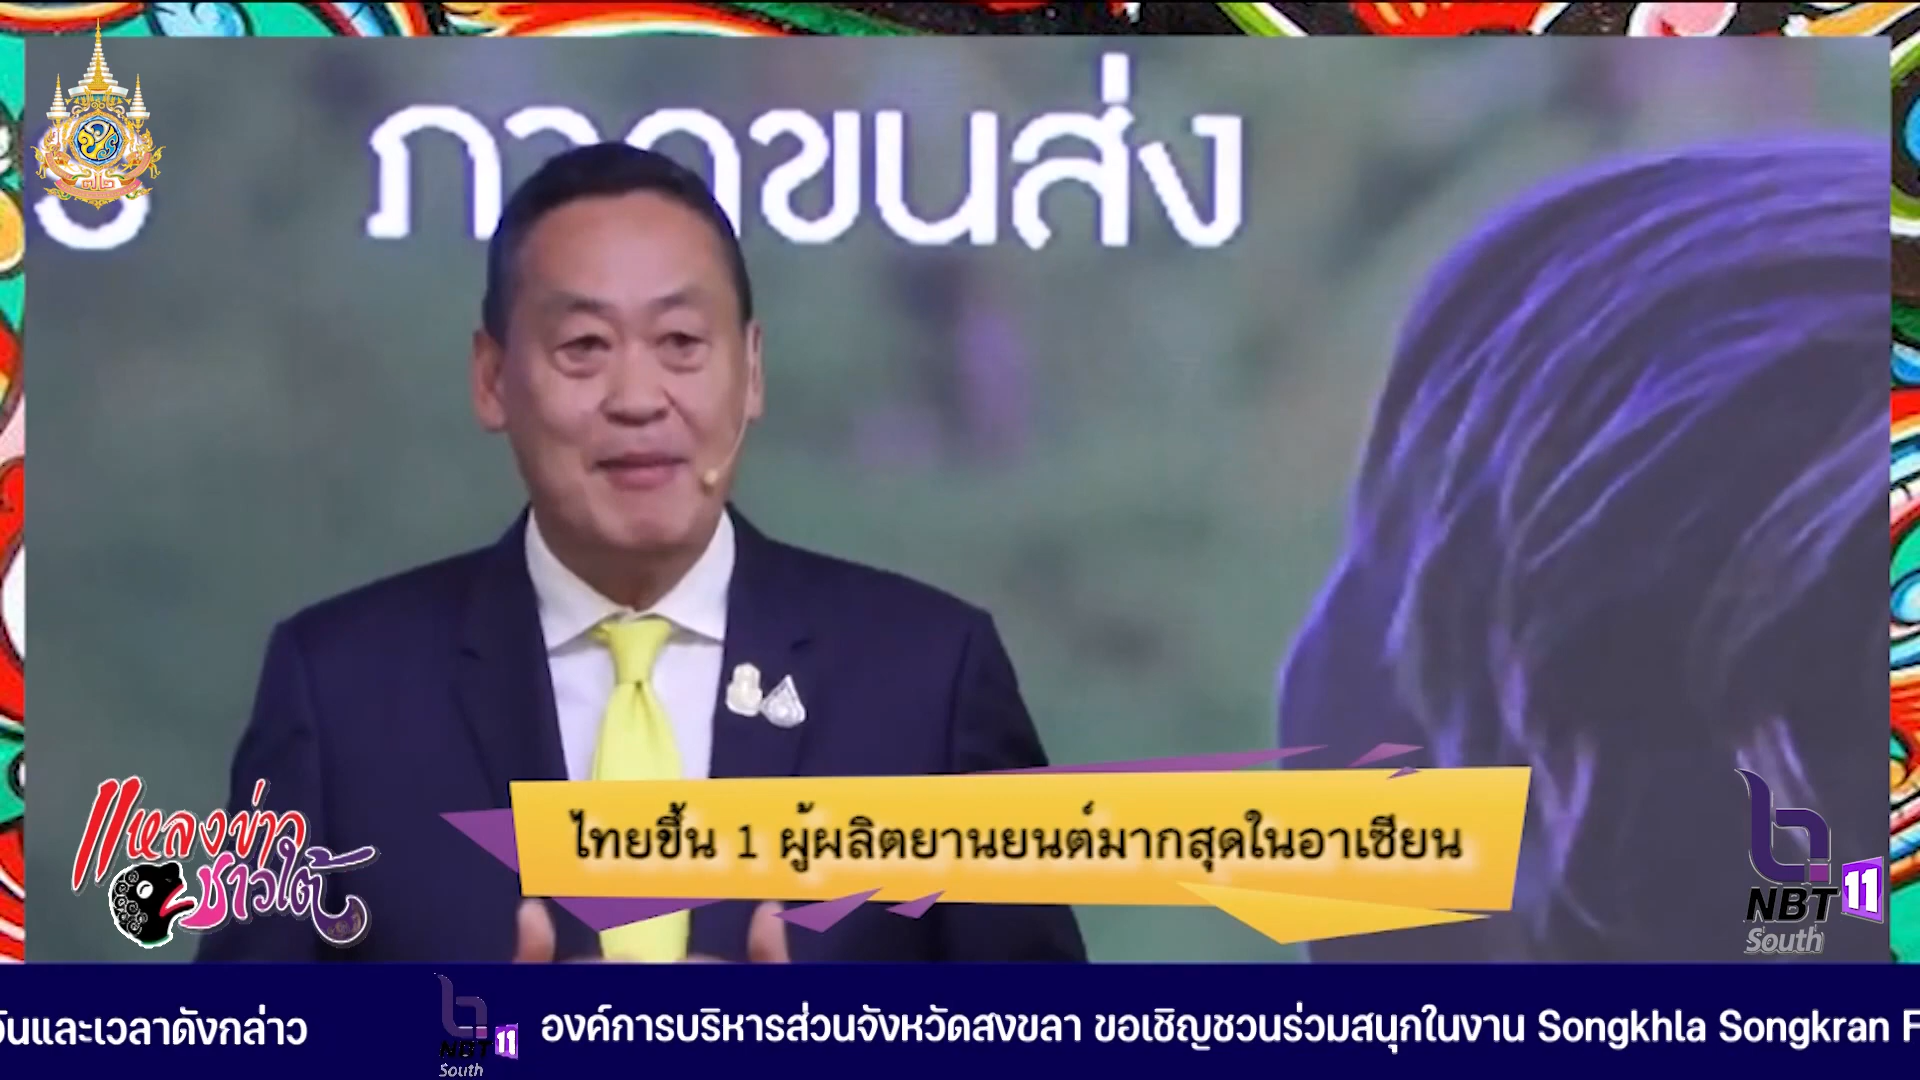 ภาคขนส่ง
๗๒
แหลงข่าว
ชาวใต้
ไทยขึ้น 1 ผู้ผลิตยานยนต์มากสุดในอาเซียน
NBT 11
South
วันและเวลาดังกล่าว
NBT 11
South
องค์การบริหารส่วนจังหวัดสงขลา ขอเชิญชวนร่วมสนุกในงาน Songkhla Songkran F